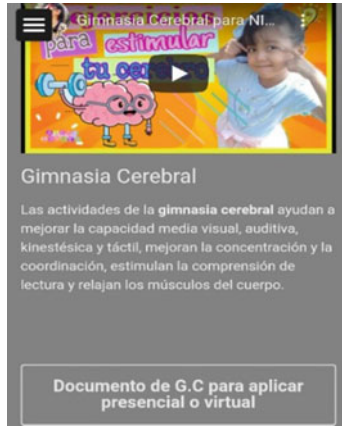 Gimnasia Cerebral para NI...
ejercicios
para estimular
tu cerebro
Gimnasia Cerebral
Las actividades de la gimnasia cerebral ayudan a
mejorar la capacidad media visual, auditiva,
kinestésica y táctil, mejoran la concentración y la
coordinación, estimulan la comprensión de
lectura y relajan los músculos del cuerpo.
Documento de G.C para aplicar
presencial o virtual